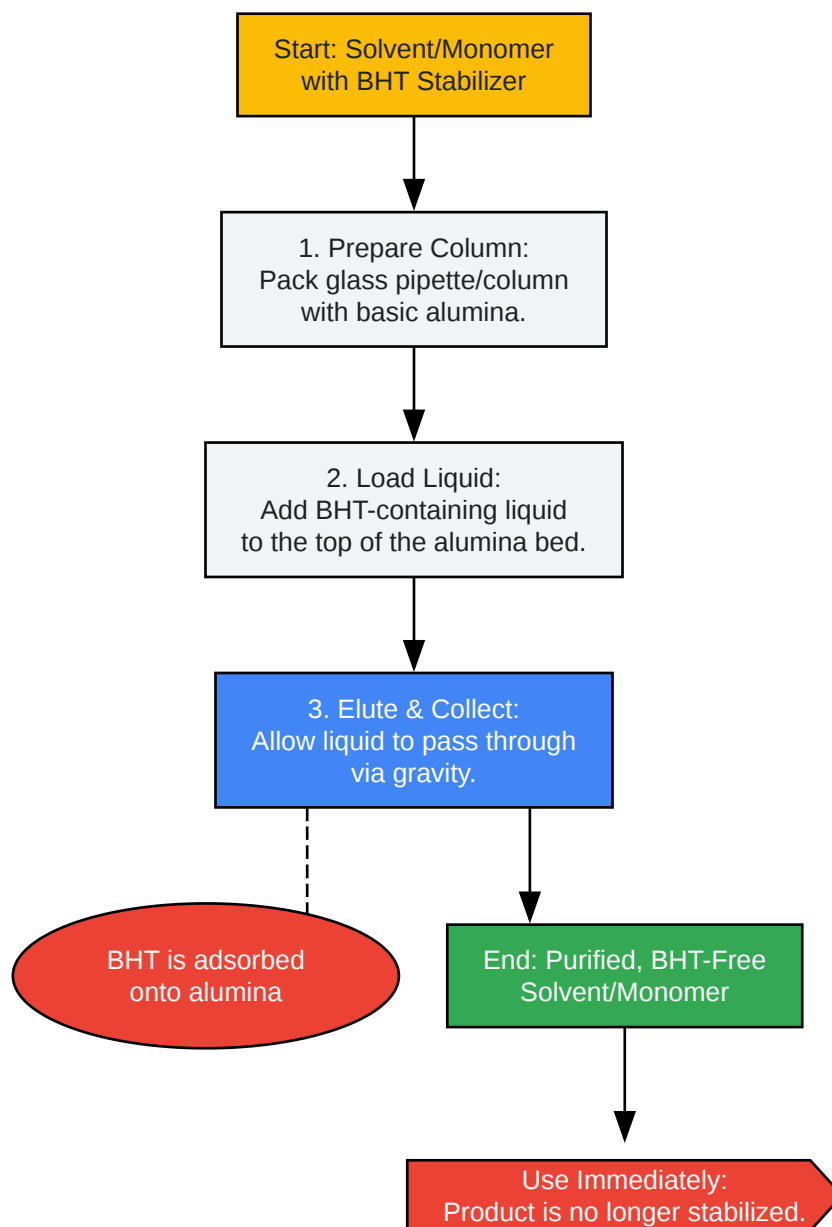 Start: Solvent/Monomer
with BHT Stabilizer
1. Prepare Column:
Pack glass pipette/column
with basic alumina.
2. Load Liquid:
Add BHT-containing liquid
to the top of the alumina bed.
3. Elute & Collect:
Allow liquid to pass through
via gravity.
BHT is adsorbed
onto alumina
End: Purified, BHT-Free
Solvent/Monomer
Use Immediately:
Product is no longer stabilized.